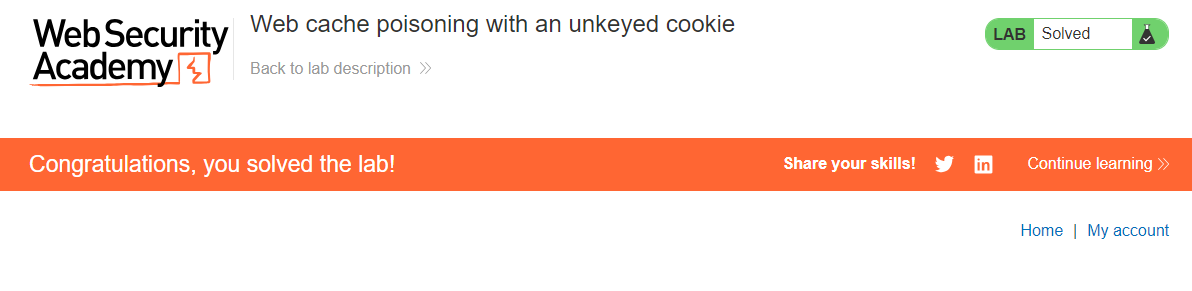 Web Security
Academy
Web cache poisoning with an unkeyed cookie
Back to lab description
LAB Solved
Congratulations, you solved the lab!
Share your skills!
Continue learning
Home | My account